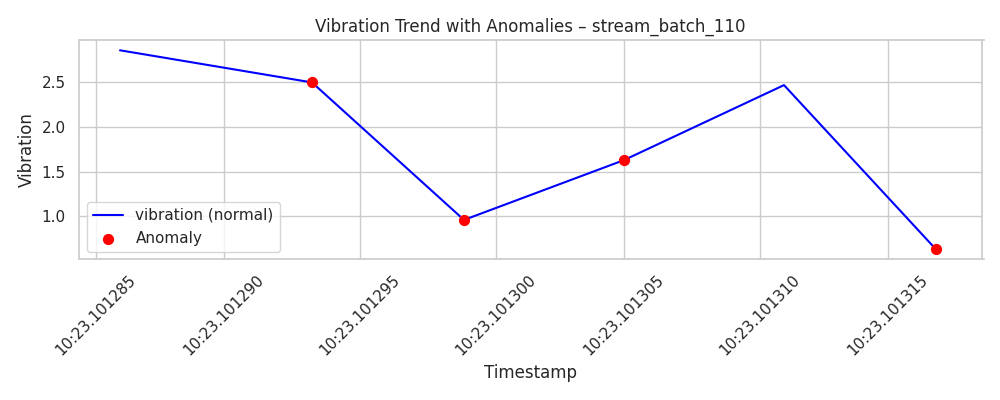 Vibration Trend with Anomalies – stream_batch_110
Vibration
2.5
2.0
1.5
1.0
vibration (normal)
Anomaly
10:23.101285
10:23.101290
10:23.101295
10:23.101300
10:23.101305
10:23.101310
10:23.101315
Timestamp